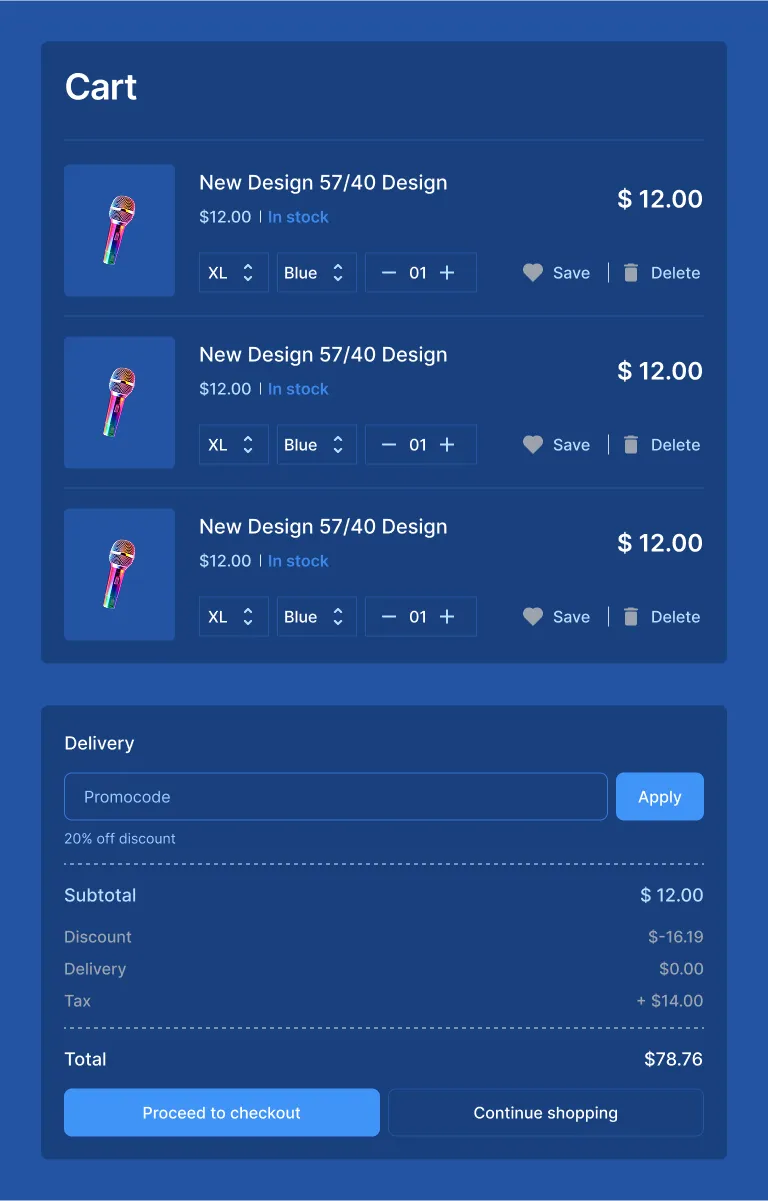 Cart
New Design 57/40 Design
$12.00 | In stock
$ 12.00
XL Blue 01 Save Delete
New Design 57/40 Design
$12.00 | In stock
$ 12.00
XL Blue 01 Save Delete
New Design 57/40 Design
$12.00 | In stock
$ 12.00
XL Blue 01 Save Delete
Delivery
Promocode Apply
20% off discount
Subtotal $ 12.00
Discount $-16.19
Delivery $0.00
Tax + $14.00
Total $78.76
Proceed to checkout Continue shopping